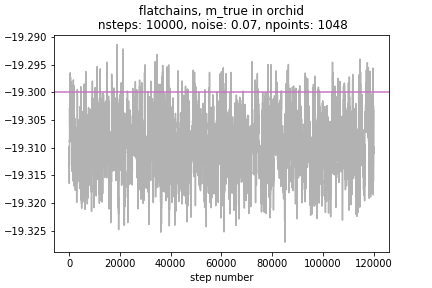 flatchains, m_true in orchid
nsteps: 10000, noise: 0.07, npoints: 1048
−19.290
−19.295
−19.300
−19.305
−19.310
−19.315
−19.320
−19.325
0 20000 40000 60000 80000 100000 120000
step number